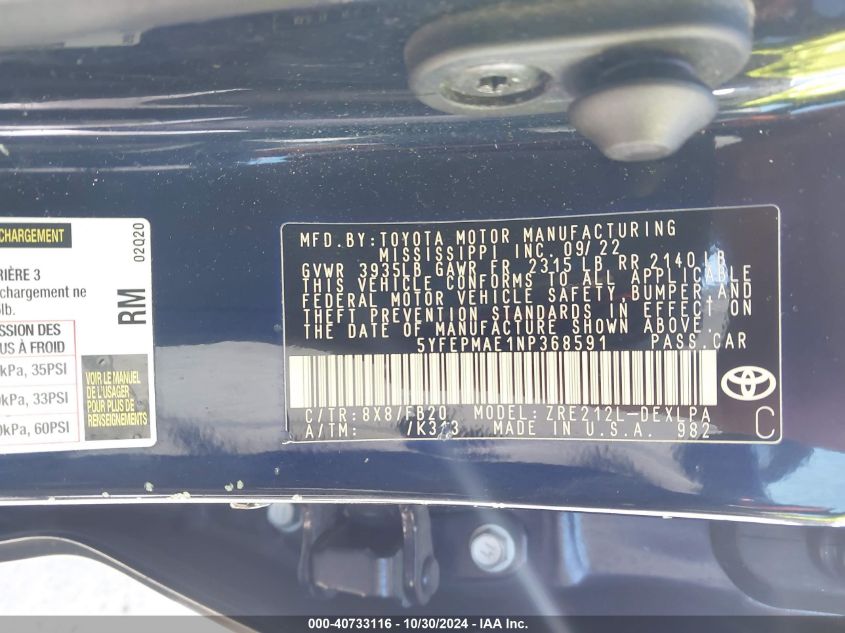 CHARGEMENT
RIÈRE 3
chargement ne
lb.
SSION DES
S À FROID
kPa, 35PSI
kPa, 33PSI
kPa, 60PSI
02Q20
RM
VOIR LE MANUEL
DE L'USAGER
POUR PLUS DE
RENSEIGNEMENTS
MFD.BY:TOYOTA MOTOR MANUFACTURING
MISSISSIPPI INC.09/22
GVWR 3935LB GAWR FR 2315LB RR 2140LB
THIS VEHICLE CONFORMS TO ALL APPLICABLE
FEDERAL MOTOR VEHICLE SAFETY,BUMPER,AND
THEFT PREVENTION STANDARDS IN EFFECT ON
THE DATE OF MANUFACTURE SHOWN ABOVE.
5YFEPMAE1NP368591 PASS.CAR
C/TR:8X8/FB20 MODEL:ZRE212L-DEXLPA
A/TM: /K313 MADE IN U.S.A. 982
C
000-40733116 - 10/30/2024 - IAA Inc.